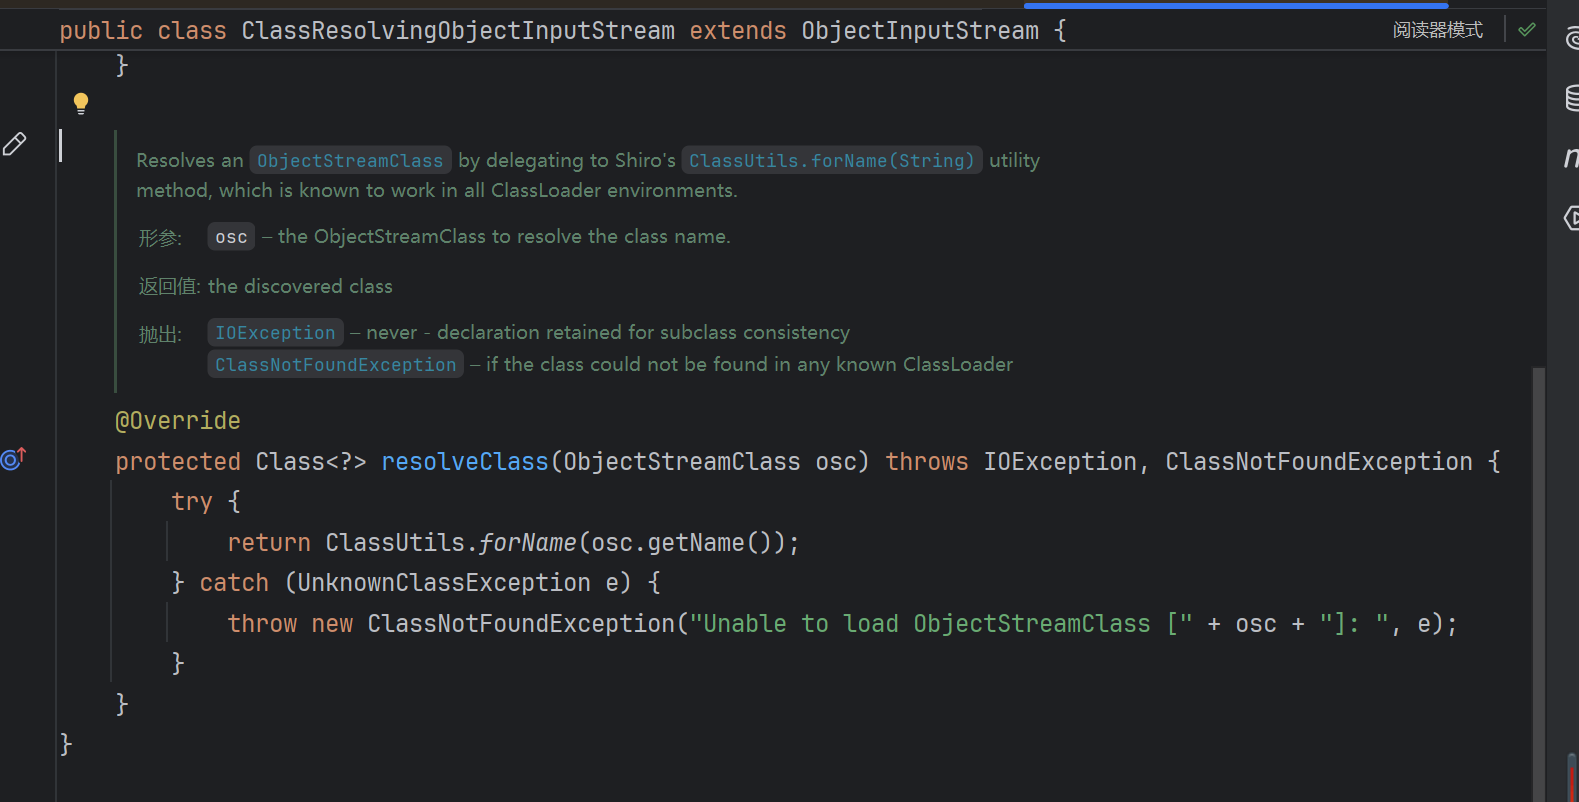 public class ClassResolvingObjectInputStream extends ObjectInputStream {
阅读器模式
}
Resolves an ObjectStreamClass by delegating to Shiro's ClassUtils.forName(String) utility
method, which is known to work in all ClassLoader environments.
形参: osc – the ObjectStreamClass to resolve the class name.
返回值: the discovered class
抛出: IOException – never - declaration retained for subclass consistency
ClassNotFoundException – if the class could not be found in any known ClassLoader
@Override
protected Class<?> resolveClass(ObjectStreamClass osc) throws IOException, ClassNotFoundException {
try {
return ClassUtils.forName(osc.getName());
} catch (UnknownClassException e) {
throw new ClassNotFoundException("Unable to load ObjectStreamClass [" + osc + "]: ", e);
}
}
}